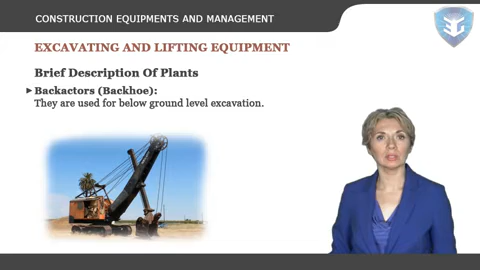 CONSTRUCTION EQUIPMENTS AND MANAGEMENT
EXCAVATING AND LIFTING EQUIPMENT
Brief Description Of Plants
Backactors (Backhoe):
They are used for below ground level excavation.